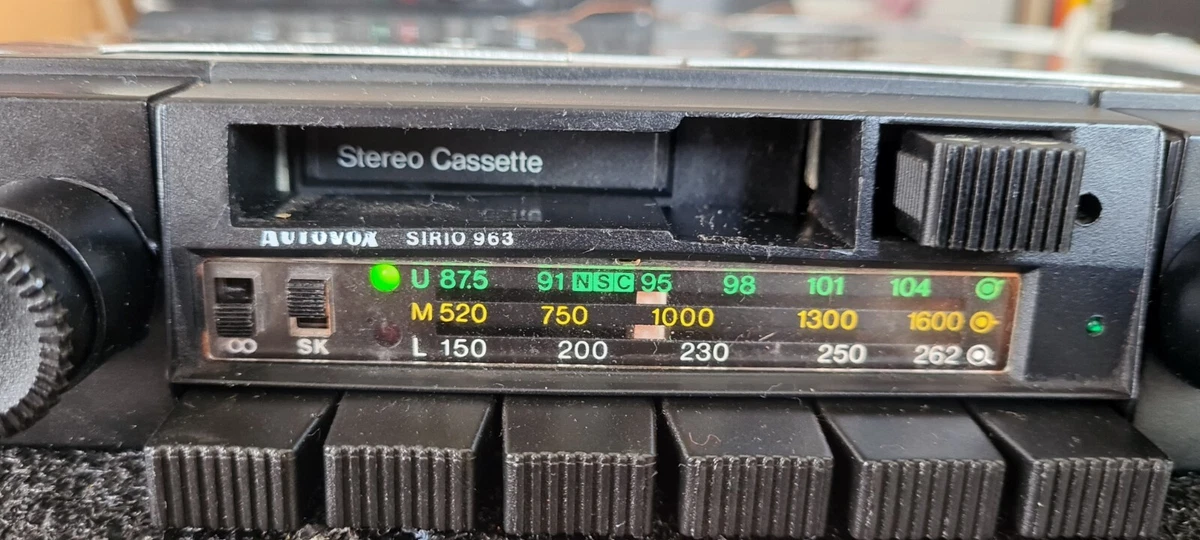 Stereo Cassette
AUTOVOX SIRIO 963
U 87.5 91 NSC 95 98 101 104
M 520 750 1000 1300 1600
L 150 200 230 250 262
∞ SK